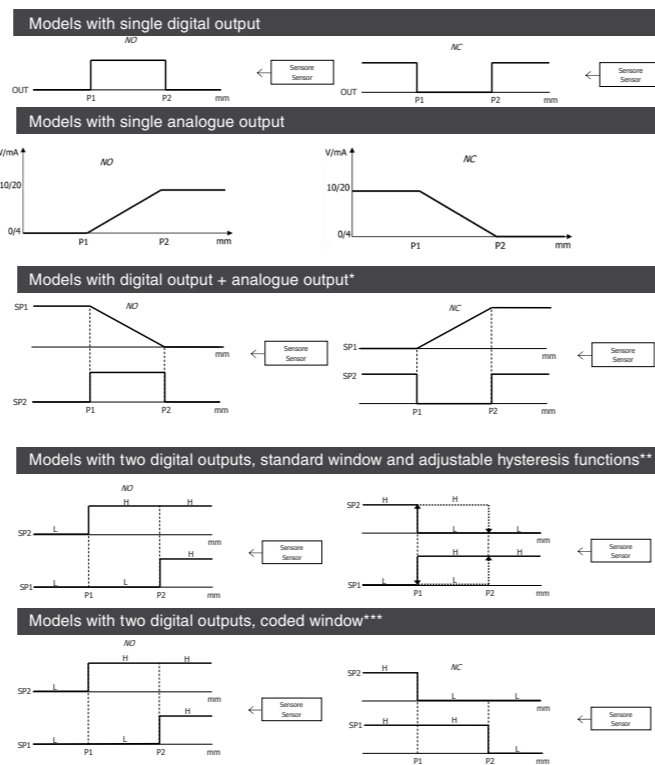 Models with single digital output
NO
NC
Sensore
Sensor
Sensore
Sensor
OUT
P1
P2
mm
OUT
P1
P2
mm
Models with single analogue output
V/mA
NO
10/20
0/4
P1
P2
mm
V/mA
NC
10/20
0/4
P1
P2
mm
Models with digital output + analogue output*
SP1
NO
mm
Sensore
Sensor
SP2
P1
P2
mm
NC
SP1
mm
Sensore
Sensor
SP2
P1
P2
mm
Models with two digital outputs, standard window and adjustable hysteresis functions**
NO
H
H
SP2
L
mm
H
Sensore
Sensor
SP1
L
L
P1
P2
mm
H
H
SP2
L
L
mm
H
H
Sensore
Sensor
SP1
L
L
P1
P2
mm
Models with two digital outputs, coded window***
NO
H
H
SP2
L
mm
H
Sensore
Sensor
SP1
L
L
P1
P2
mm
NC
H
SP2
L
L
mm
SP1
H
H
Sensore
Sensor
L
P1
P2
mm